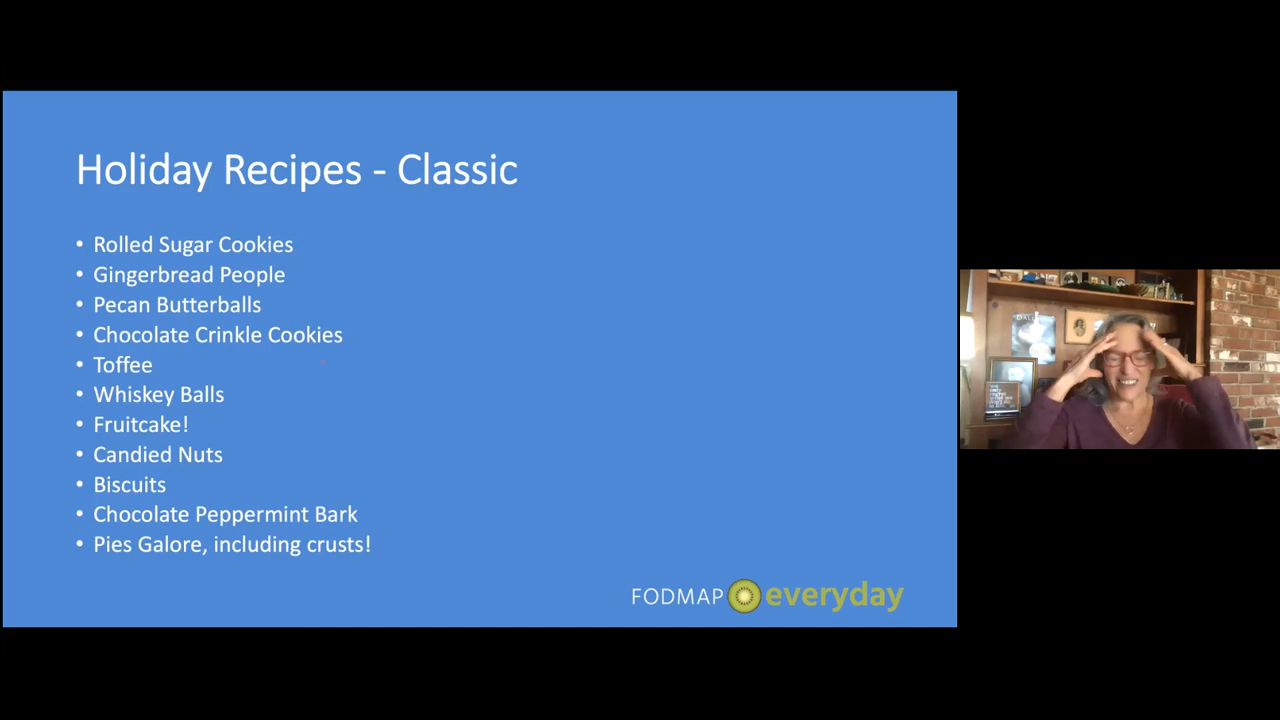 Holiday Recipes - Classic
• Rolled Sugar Cookies
• Gingerbread People
• Pecan Butterballs
• Chocolate Crinkle Cookies
• Toffee
• Whiskey Balls
• Fruitcake!
• Candied Nuts
• Biscuits
• Chocolate Peppermint Bark
• Pies Galore, including crusts!
FODMAP everyday